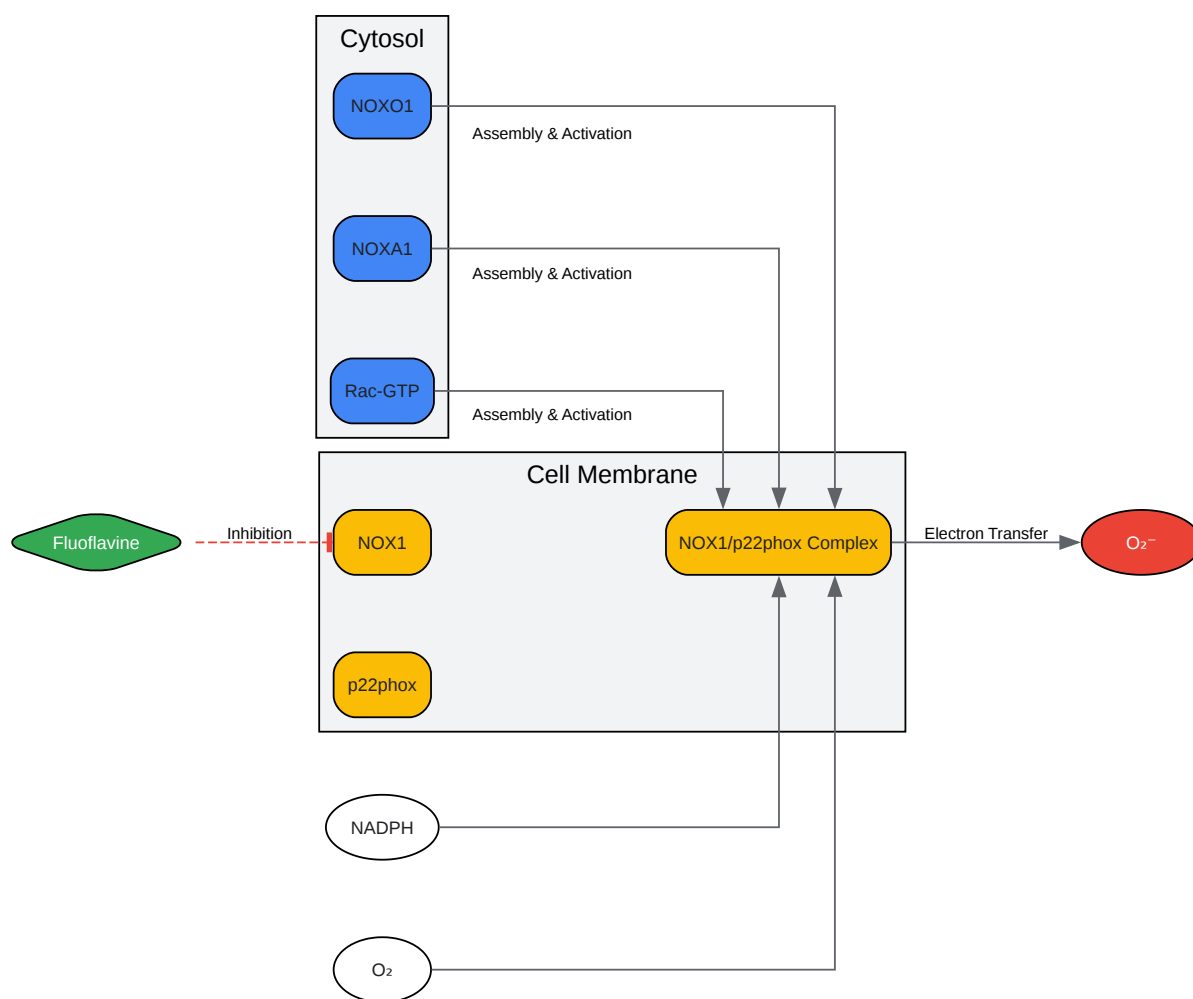 Cytosol
NOXO1
Assembly & Activation
NOXA1
Assembly & Activation
Rac-GTP
Assembly & Activation
Cell Membrane
Fluoflavine
Inhibition
NOX1
NOX1/p22phox Complex
Electron Transfer
O₂⁻
p22phox
NADPH
O₂